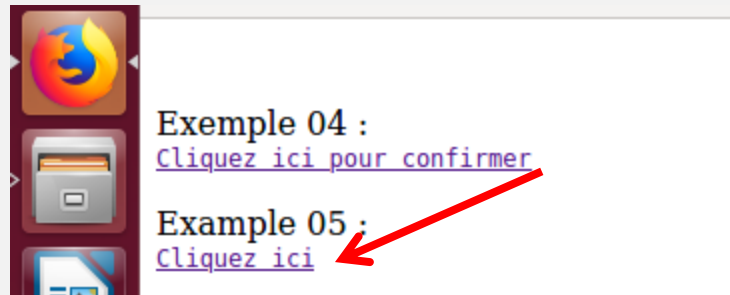 Exemple 04 :
Cliquez ici pour confirmer
Example 05 :
Cliquez ici